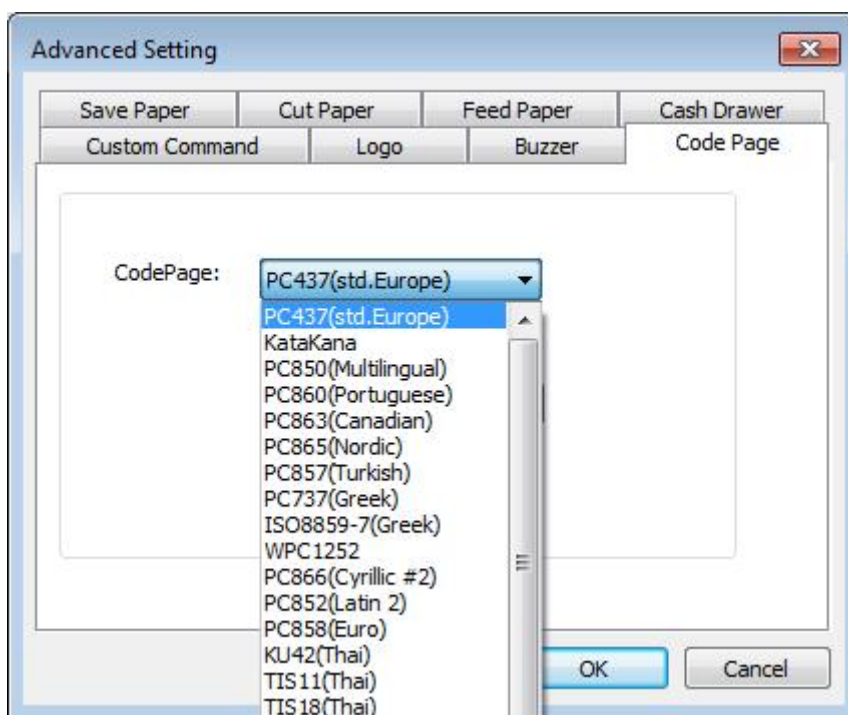 Advanced Setting
Save Paper Cut Paper Feed Paper Cash Drawer
Custom Command Logo Buzzer Code Page
CodePage: PC437(std.Europe)
PC437(std.Europe)
KataKana
PC850(Multilingual)
PC860(Portuguese)
PC863(Canadian)
PC865(Nordic)
PC857(Turkish)
PC737(Greek)
ISO8859-7(Greek)
WPC1252
PC866(Cyrillic #2)
PC852(Latin 2)
PC858(Euro)
KU42(Thai)
TIS11(Thai)
TIS18(Thai)
OK Cancel